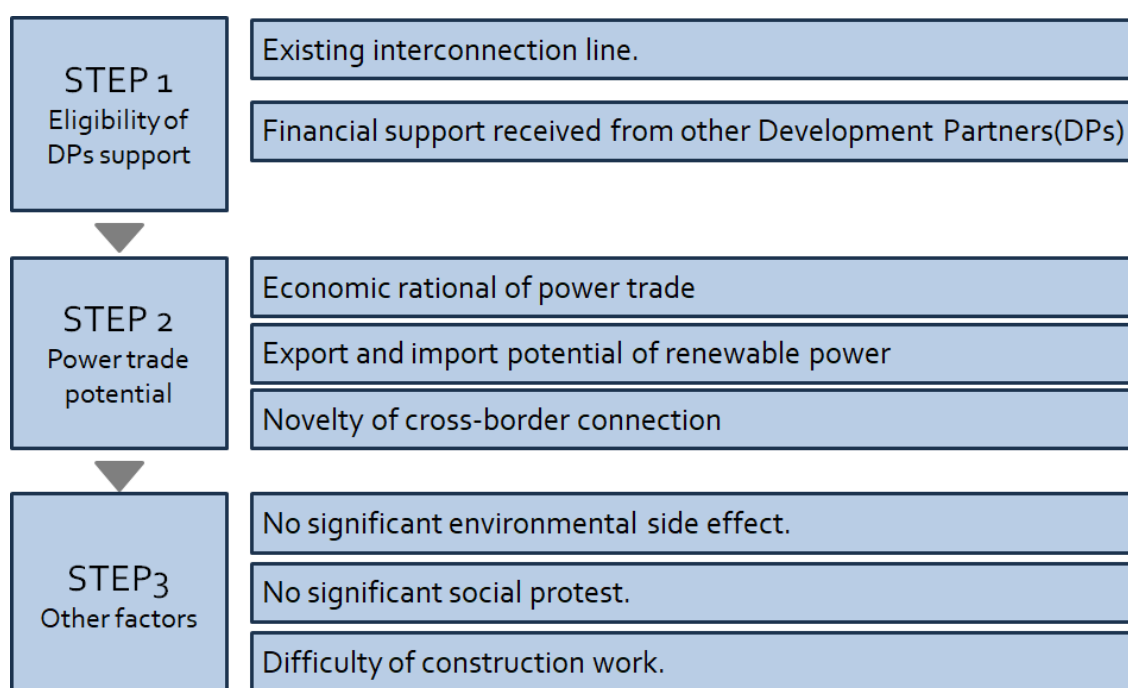 STEP 1
Eligibility of
DPs support
Existing interconnection line.
Financial support received from other Development Partners(DPs)
STEP 2
Power trade
potential
Economic rational of power trade
Export and import potential of renewable power
Novelty of cross-border connection
STEP3
Other factors
No significant environmental side effect.
No significant social protest.
Difficulty of construction work.